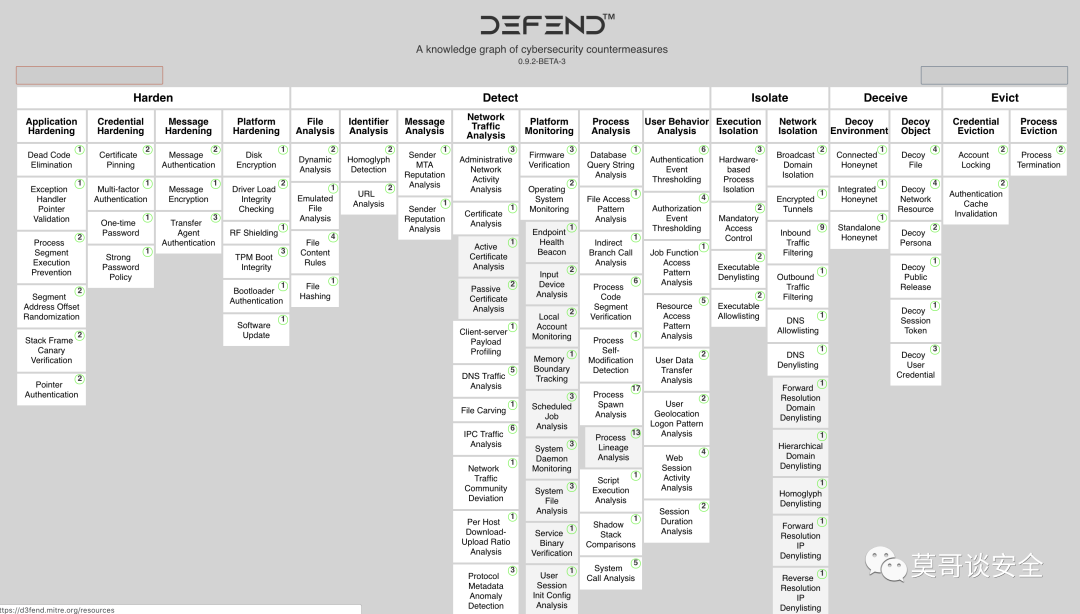 DEFEND™
A knowledge graph of cybersecurity countermeasures
0.9.2-BETA-3
Harden
Detect
Isolate
Deceive
Evict
Application
Hardening
Credential
Hardening
Message
Hardening
Platform
Hardening
File
Analysis
Identifier
Analysis
Message
Analysis
Network
Traffic
Analysis
Platform
Monitoring
Process
Analysis
User Behavior
Analysis
Execution
Isolation
Network
Isolation
Decoy
Environment
Decoy
Object
Credential
Eviction
Process
Eviction
Dead Code 1
Elimination
Exception 1
Handler
Pointer
Validation
Process 2
Segment
Execution
Prevention
Segment 2
Address Offset
Randomization
Stack Frame 2
Canary
Verification
Pointer 2
Authentication
Certificate 2
Pinning
Multi-factor 1
Authentication
One-time 1
Password
Strong 1
Password
Policy
Message 2
Authentication
Message 1
Encryption
Transfer 3
Agent
Authentication
Disk 1
Encryption
Driver Load 2
Integrity
Checking
RF Shielding 1
TPM Boot 3
Integrity
Bootloader 1
Authentication
Software 1
Update
Dynamic 2
Analysis
Emulated 1
File
Analysis
File 4
Content
Rules
File 1
Hashing
Homoglyph 2
Detection
URL 2
Analysis
Sender 1
MTA
Reputation
Analysis
Sender 1
Reputation
Analysis
Administrative 3
Network
Activity
Analysis
Certificate 1
Analysis
Active 1
Certificate
Analysis
Passive 2
Certificate
Analysis
Client-server 1
Payload
Profiling
DNS Traffic 5
Analysis
File Carving 1
IPC Traffic 6
Analysis
Network 1
Traffic
Community
Deviation
Per Host 1
Download-
Upload Ratio
Analysis
Protocol 3
Metadata
Anomaly
Detection
Firmware 3
Verification
Operating 2
System
Monitoring
Endpoint 1
Health
Beacon
Input 2
Device
Analysis
Local 2
Account
Monitoring
Memory 1
Boundary
Tracking
Scheduled 3
Job
Analysis
System 3
Daemon
Monitoring
System 3
File
Analysis
Service 1
Binary
Verification
User 1
Session
Init Config
Analysis
Database 1
Query String
Analysis
File Access 1
Pattern
Analysis
Indirect 1
Branch Call
Analysis
Process 6
Code
Segment
Verification
Process 1
Self-
Modification
Detection
Process 17
Spawn
Analysis
Process 13
Lineage
Analysis
Script 1
Execution
Analysis
Shadow 1
Stack
Comparisons
System 5
Call Analysis
Authentication 6
Event
Thresholding
Authorization 4
Event
Thresholding
Job Function 1
Access
Pattern
Analysis
Resource 5
Access
Pattern
Analysis
User Data 2
Transfer
Analysis
User 2
Geolocation
Logon Pattern
Analysis
Web 4
Session
Activity
Analysis
Session 2
Duration
Analysis
Hardware- 3
based
Process
Isolation
Mandatory 2
Access
Control
Executable 2
Denylisting
Executable 2
Allowlisting
Broadcast 2
Domain
Isolation
Encrypted 1
Tunnels
Inbound 9
Traffic
Filtering
Outbound 2
Traffic
Filtering
DNS 1
Allowlisting
DNS 1
Denylisting
Forward 1
Resolution
Domain
Denylisting
Hierarchical 1
Domain
Denylisting
Homoglyph 1
Denylisting
Forward 1
Resolution
IP
Denylisting
Reverse 1
Resolution
IP
Denylisting
Connected 1
Honeynet
Integrated 1
Honeynet
Standalone 1
Honeynet
Decoy 4
File
Decoy 4
Network
Resource
Decoy 2
Persona
Decoy 1
Public
Release
Decoy 1
Session
Token
Decoy 3
User
Credential
Account 2
Locking
Authentication 2
Cache
Invalidation
Process 2
Termination
莫哥谈安全
ttps://d3fend.mitre.org/resources